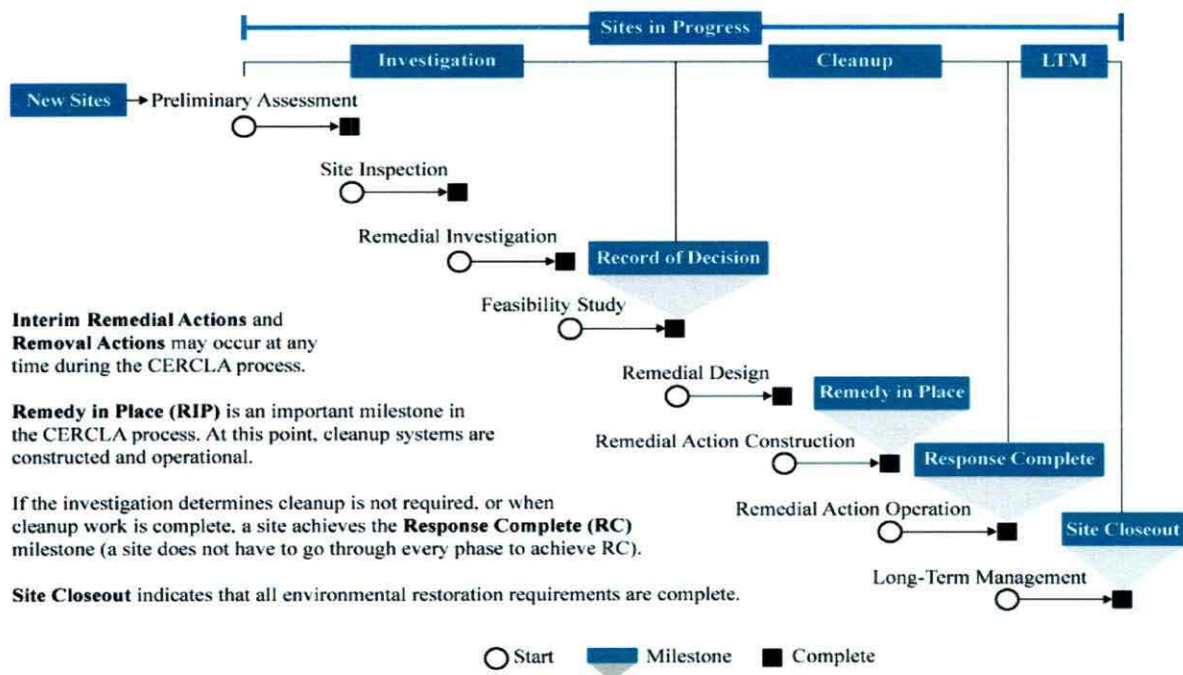 Sites in Progress
Investigation
Cleanup
LTM
New Sites
Preliminary Assessment
Site Inspection
Remedial Investigation
Record of Decision
Feasibility Study
Interim Remedial Actions and
Removal Actions may occur at any
time during the CERCLA process.
Remedial Design
Remedy in Place
Remedy in Place (RIP) is an important milestone in
the CERCLA process. At this point, cleanup systems are
constructed and operational.
Remedial Action Construction
Response Complete
If the investigation determines cleanup is not required, or when
cleanup work is complete, a site achieves the Response Complete (RC)
milestone (a site does not have to go through every phase to achieve RC).
Remedial Action Operation
Site Closeout
Long-Term Management
Site Closeout indicates that all environmental restoration requirements are complete.
Start
Milestone
Complete